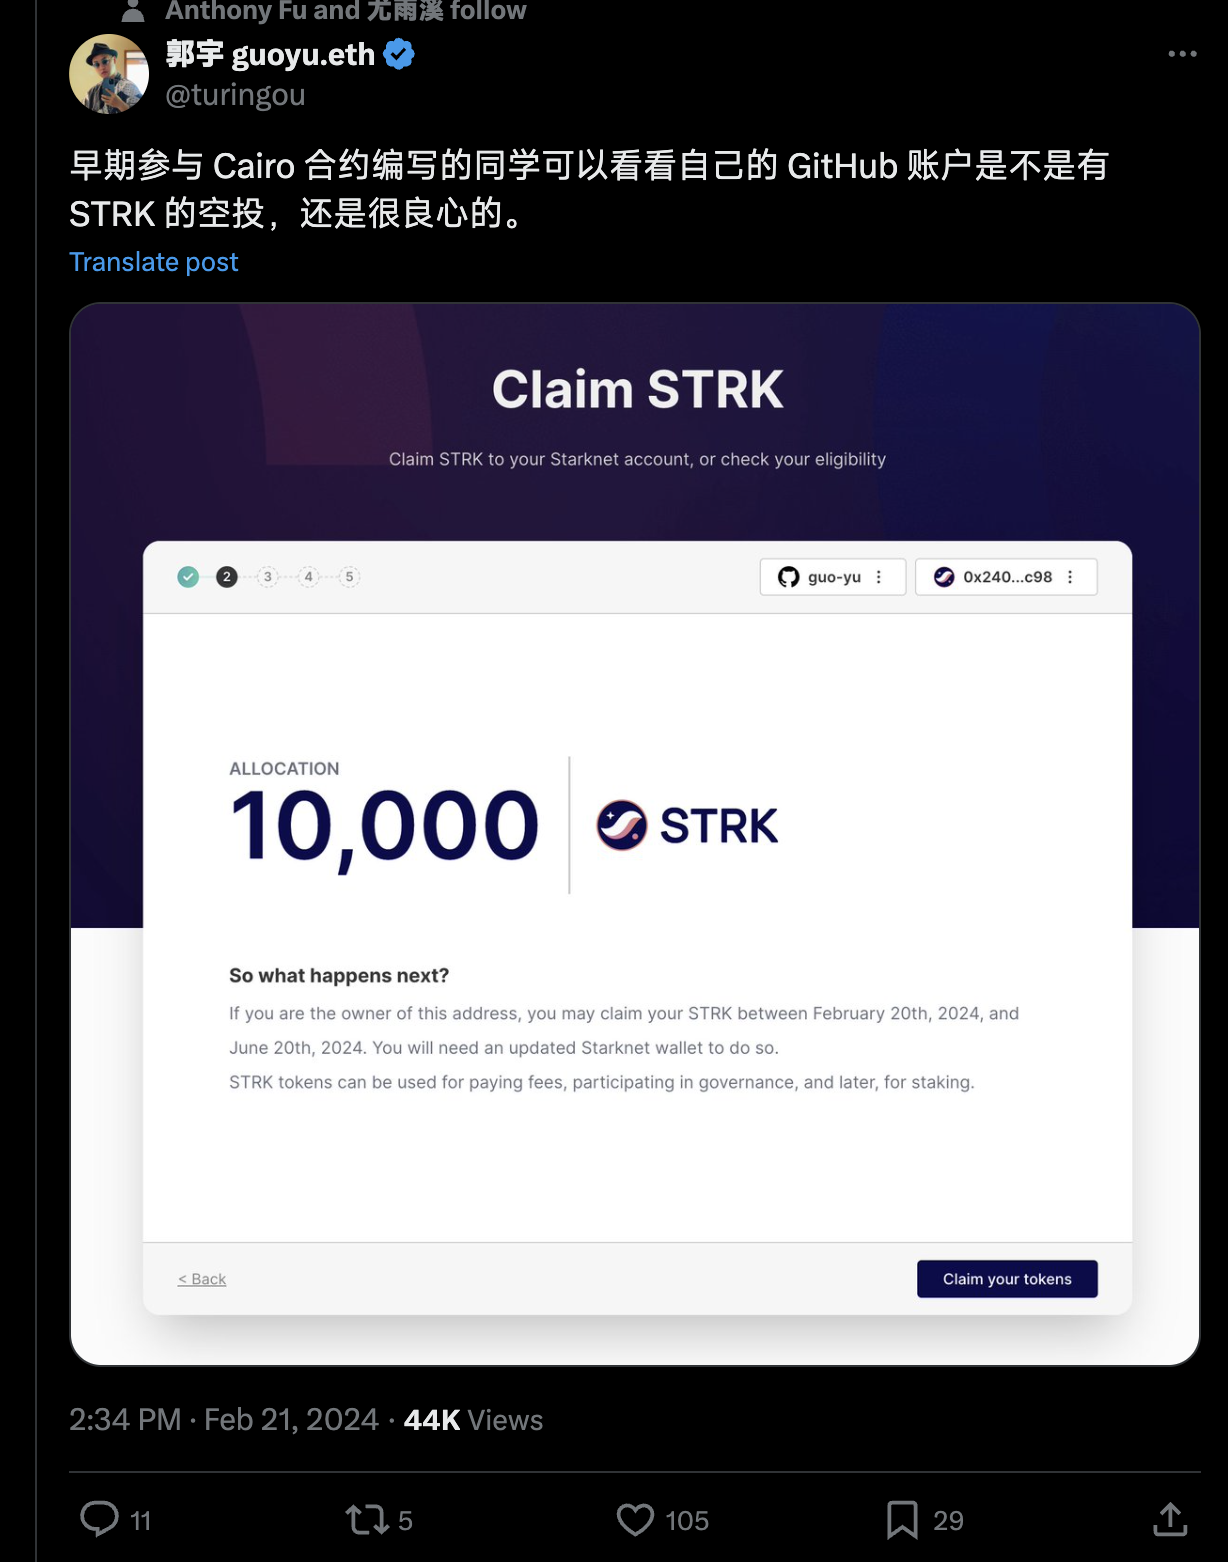 Anthony Fu and 尤雨溪 follow
郭宇 guoyu.eth
@turingou
早期参与 Cairo 合约编写的同学可以看看自己的 GitHub 账户是不是有
STRK 的空投，还是很良心的。
Translate post
Claim STRK
Claim STRK to your Starknet account, or check your eligibility
2 3 4 5 guo-yu 0x240...c98
ALLOCATION
10,000 STRK
So what happens next?
If you are the owner of this address, you may claim your STRK between February 20th, 2024, and
June 20th, 2024. You will need an updated Starknet wallet to do so.
STRK tokens can be used for paying fees, participating in governance, and later, for staking.
< Back Claim your tokens
2:34 PM · Feb 21, 2024 · 44K Views
11 5 105 29